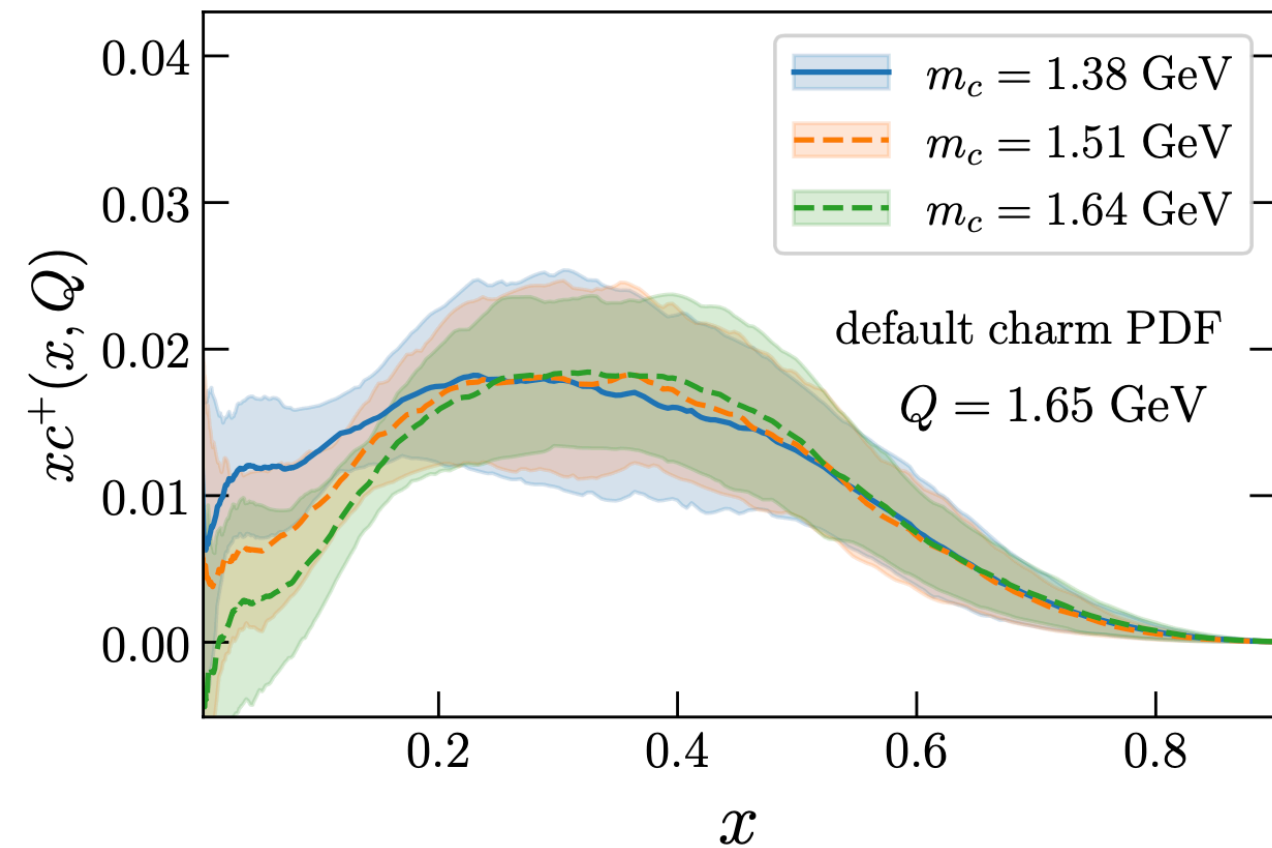 0.04
0.03
0.02
0.01
0.00
xc⁺(x, Q)
m_c = 1.38 GeV
m_c = 1.51 GeV
m_c = 1.64 GeV
default charm PDF
Q = 1.65 GeV
0.2 0.4 0.6 0.8
x